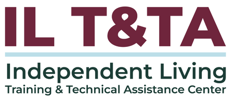 IL T&TA
Independent Living
Training & Technical Assistance Center